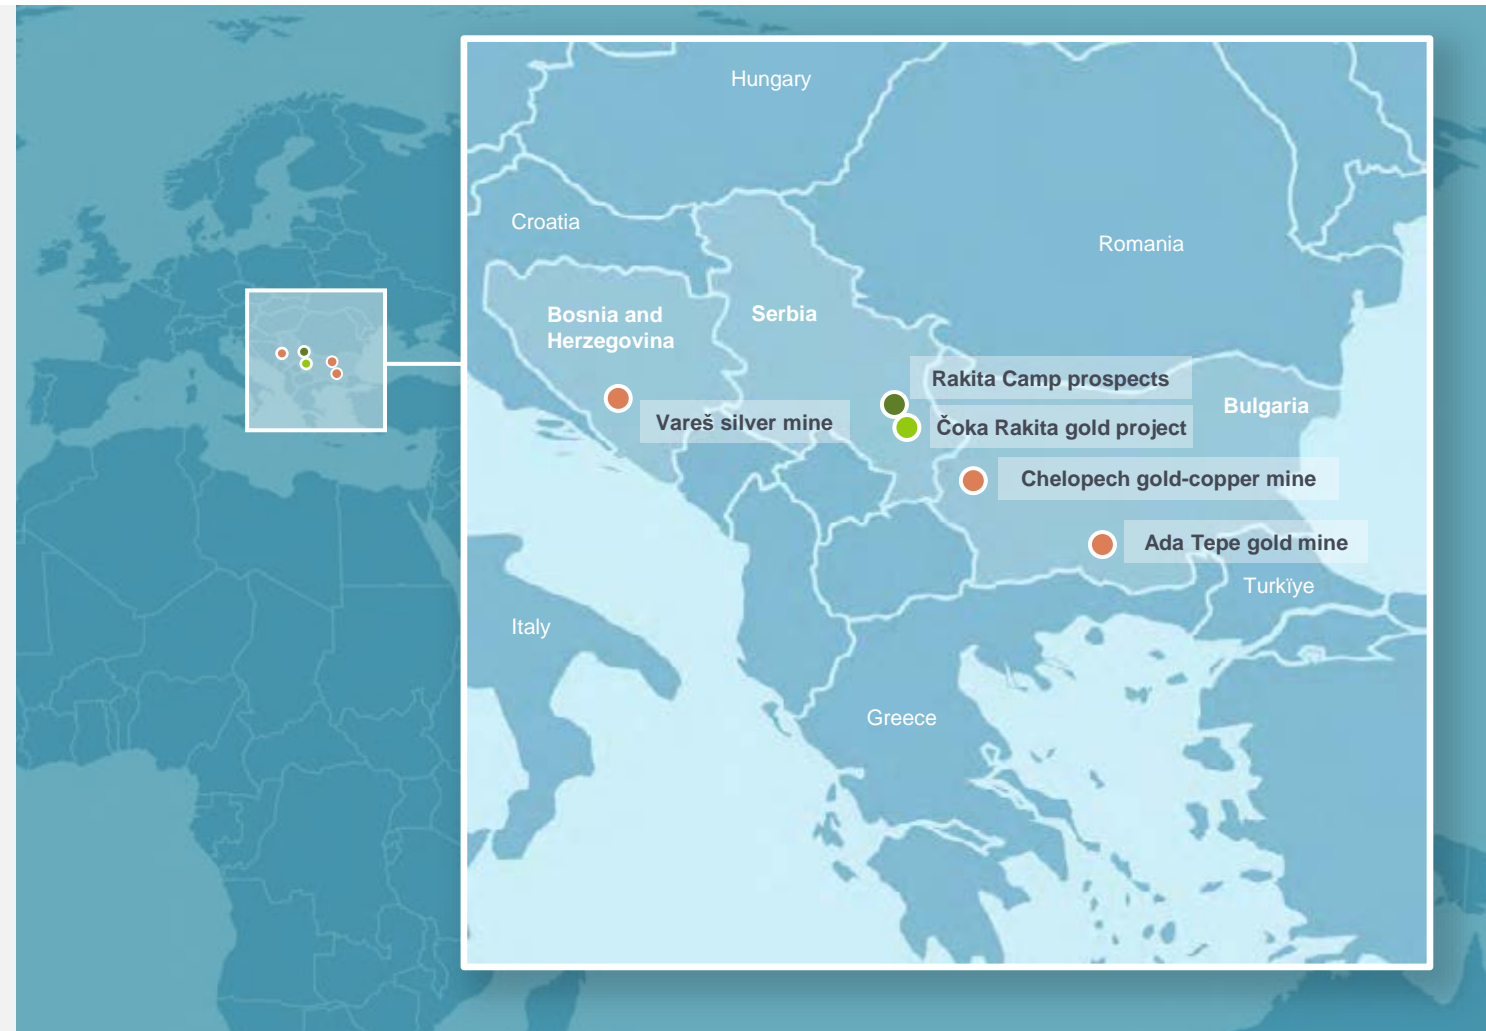 Hungary
Croatia
Romania
Bosnia and
Herzegovina
Serbia
Rakita Camp prospects
Bulgaria
Vareš silver mine
Čoka Rakita gold project
Chelopech gold-copper mine
Ada Tepe gold mine
Turkïye
Italy
Greece